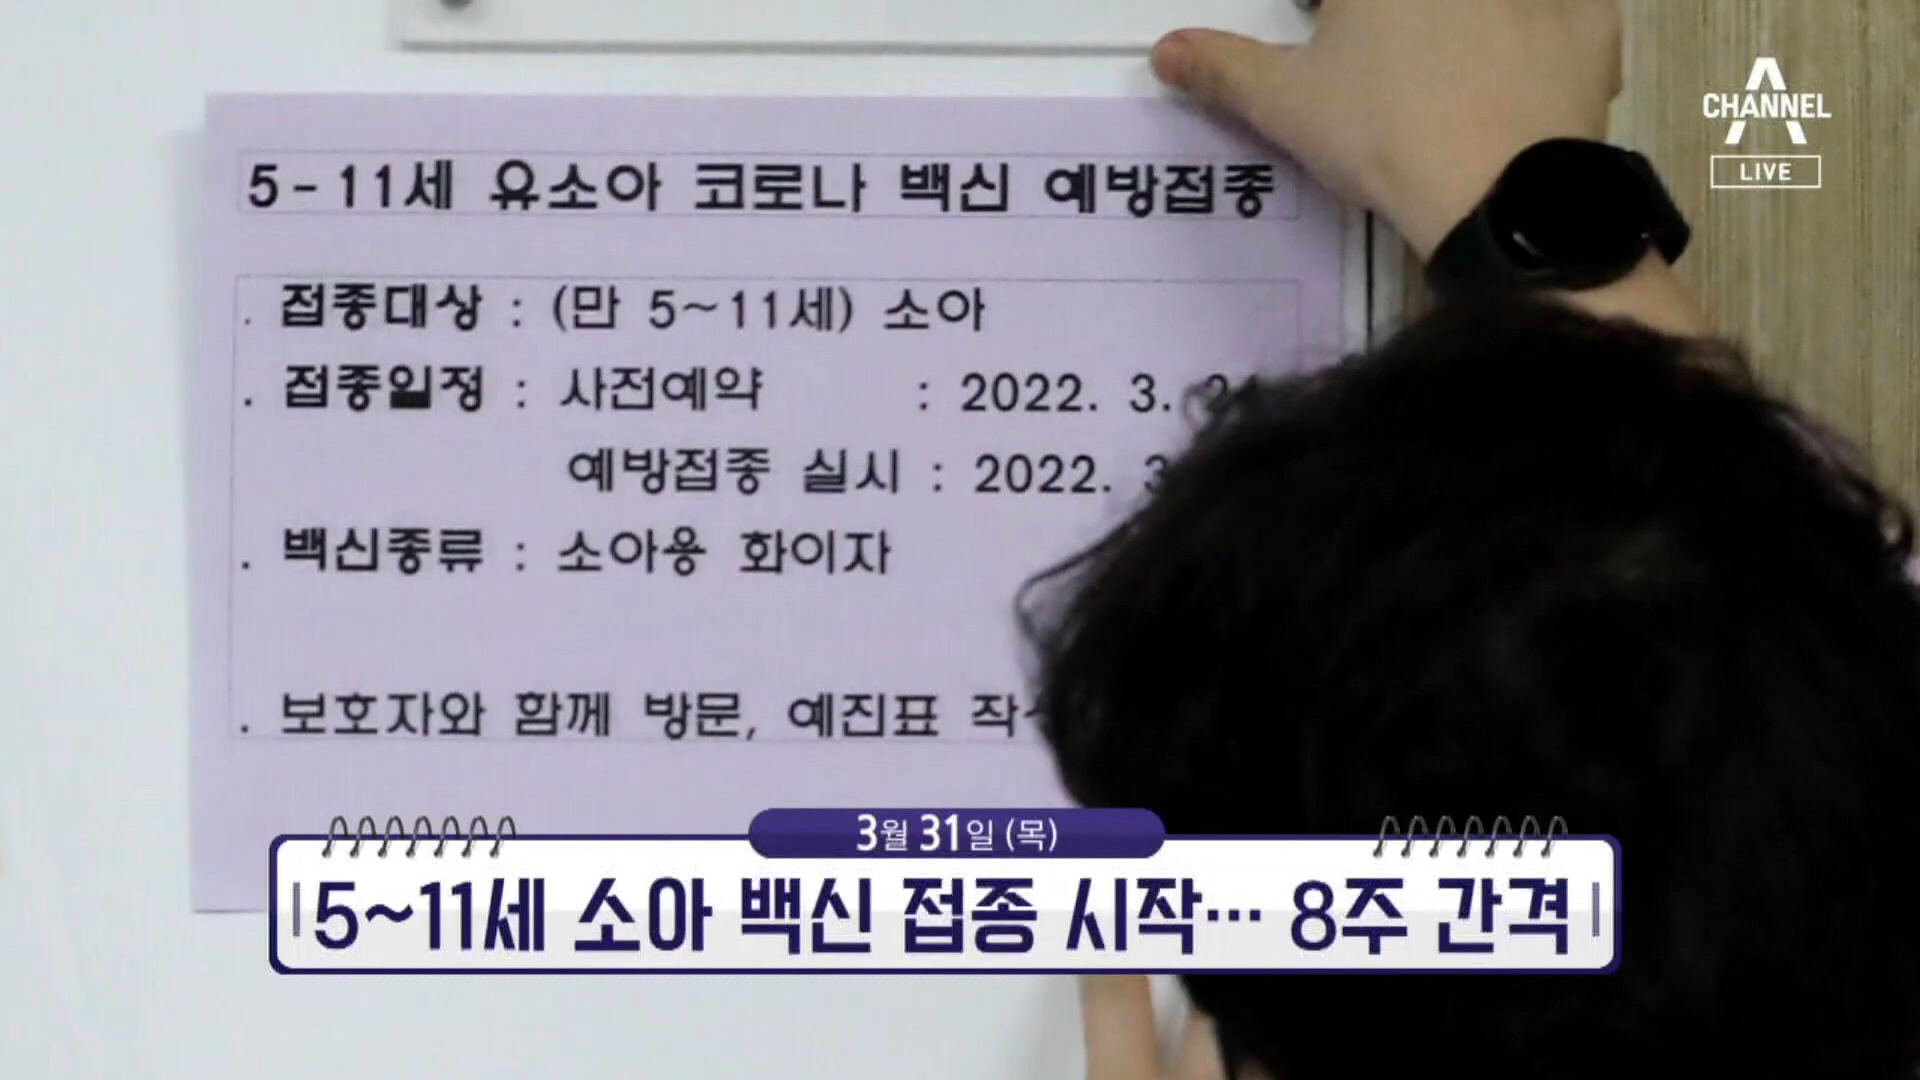 CHANNEL A
LIVE
5-11세 유소아 코로나 백신 예방접종
. 접종대상 : (만 5~11세) 소아
. 접종일정 : 사전예약 : 2022. 3.
예방접종 실시 : 2022.
. 백신종류 : 소아용 화이자
. 보호자와 함께 방문, 예진표
3월 31일 (목)
5~11세 소아 백신 접종 시작… 8주 간격